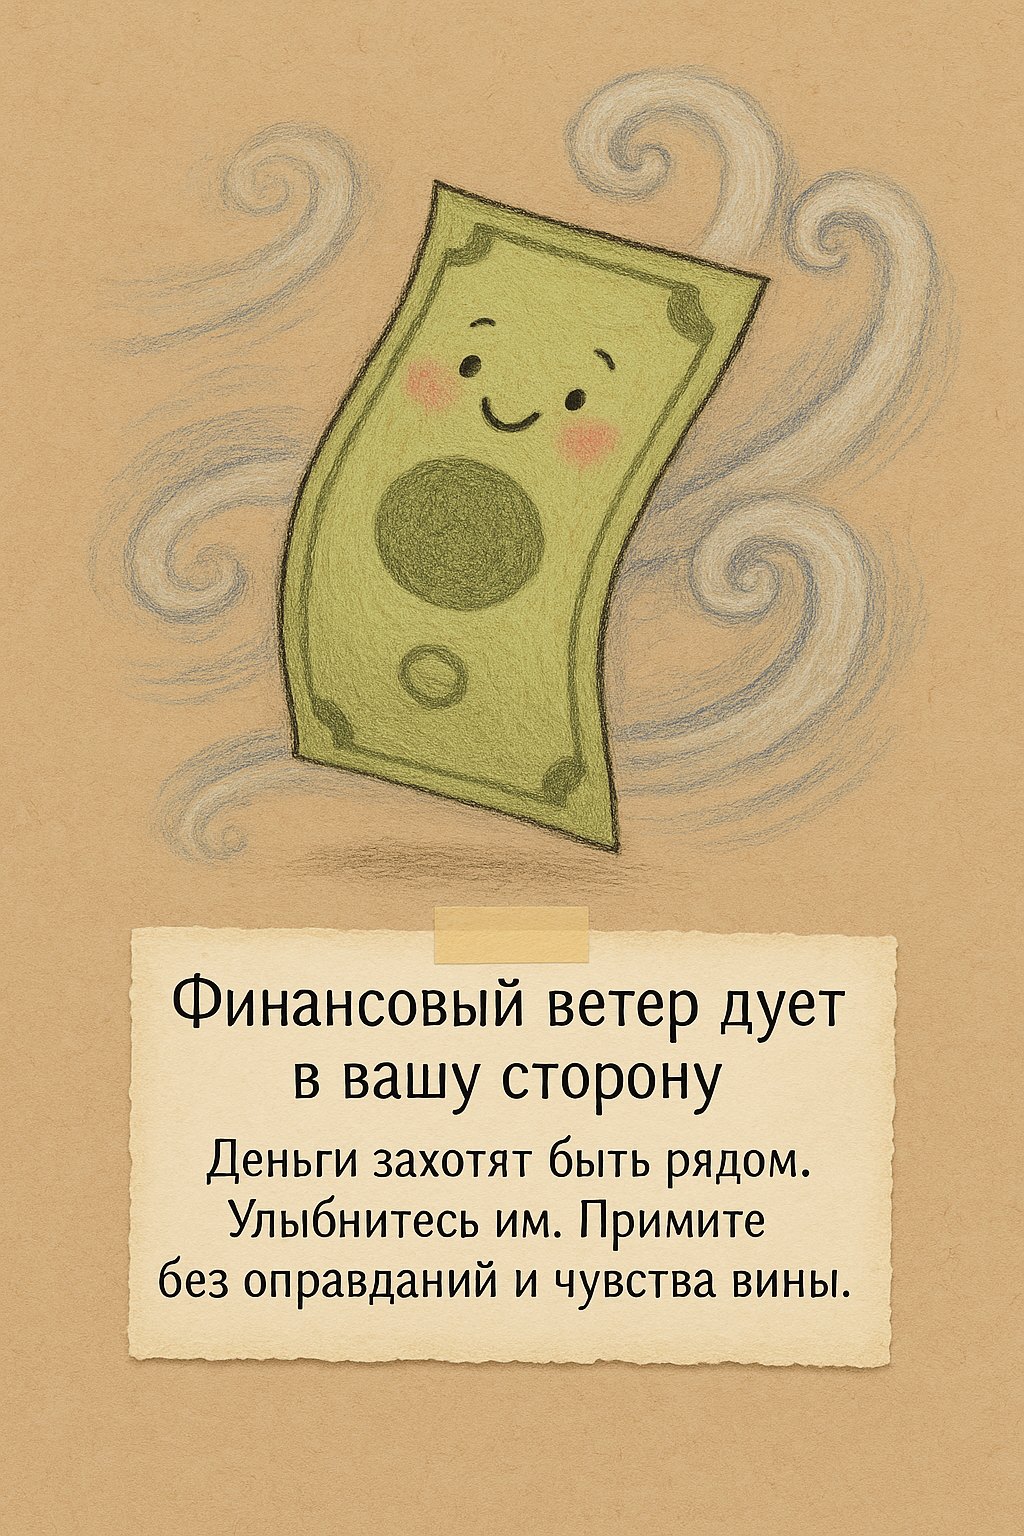 Финансовый ветер дует
в вашу сторону
Деньги захотят быть рядом.
Улыбнитесь им. Примите
без оправданий и чувства вины.